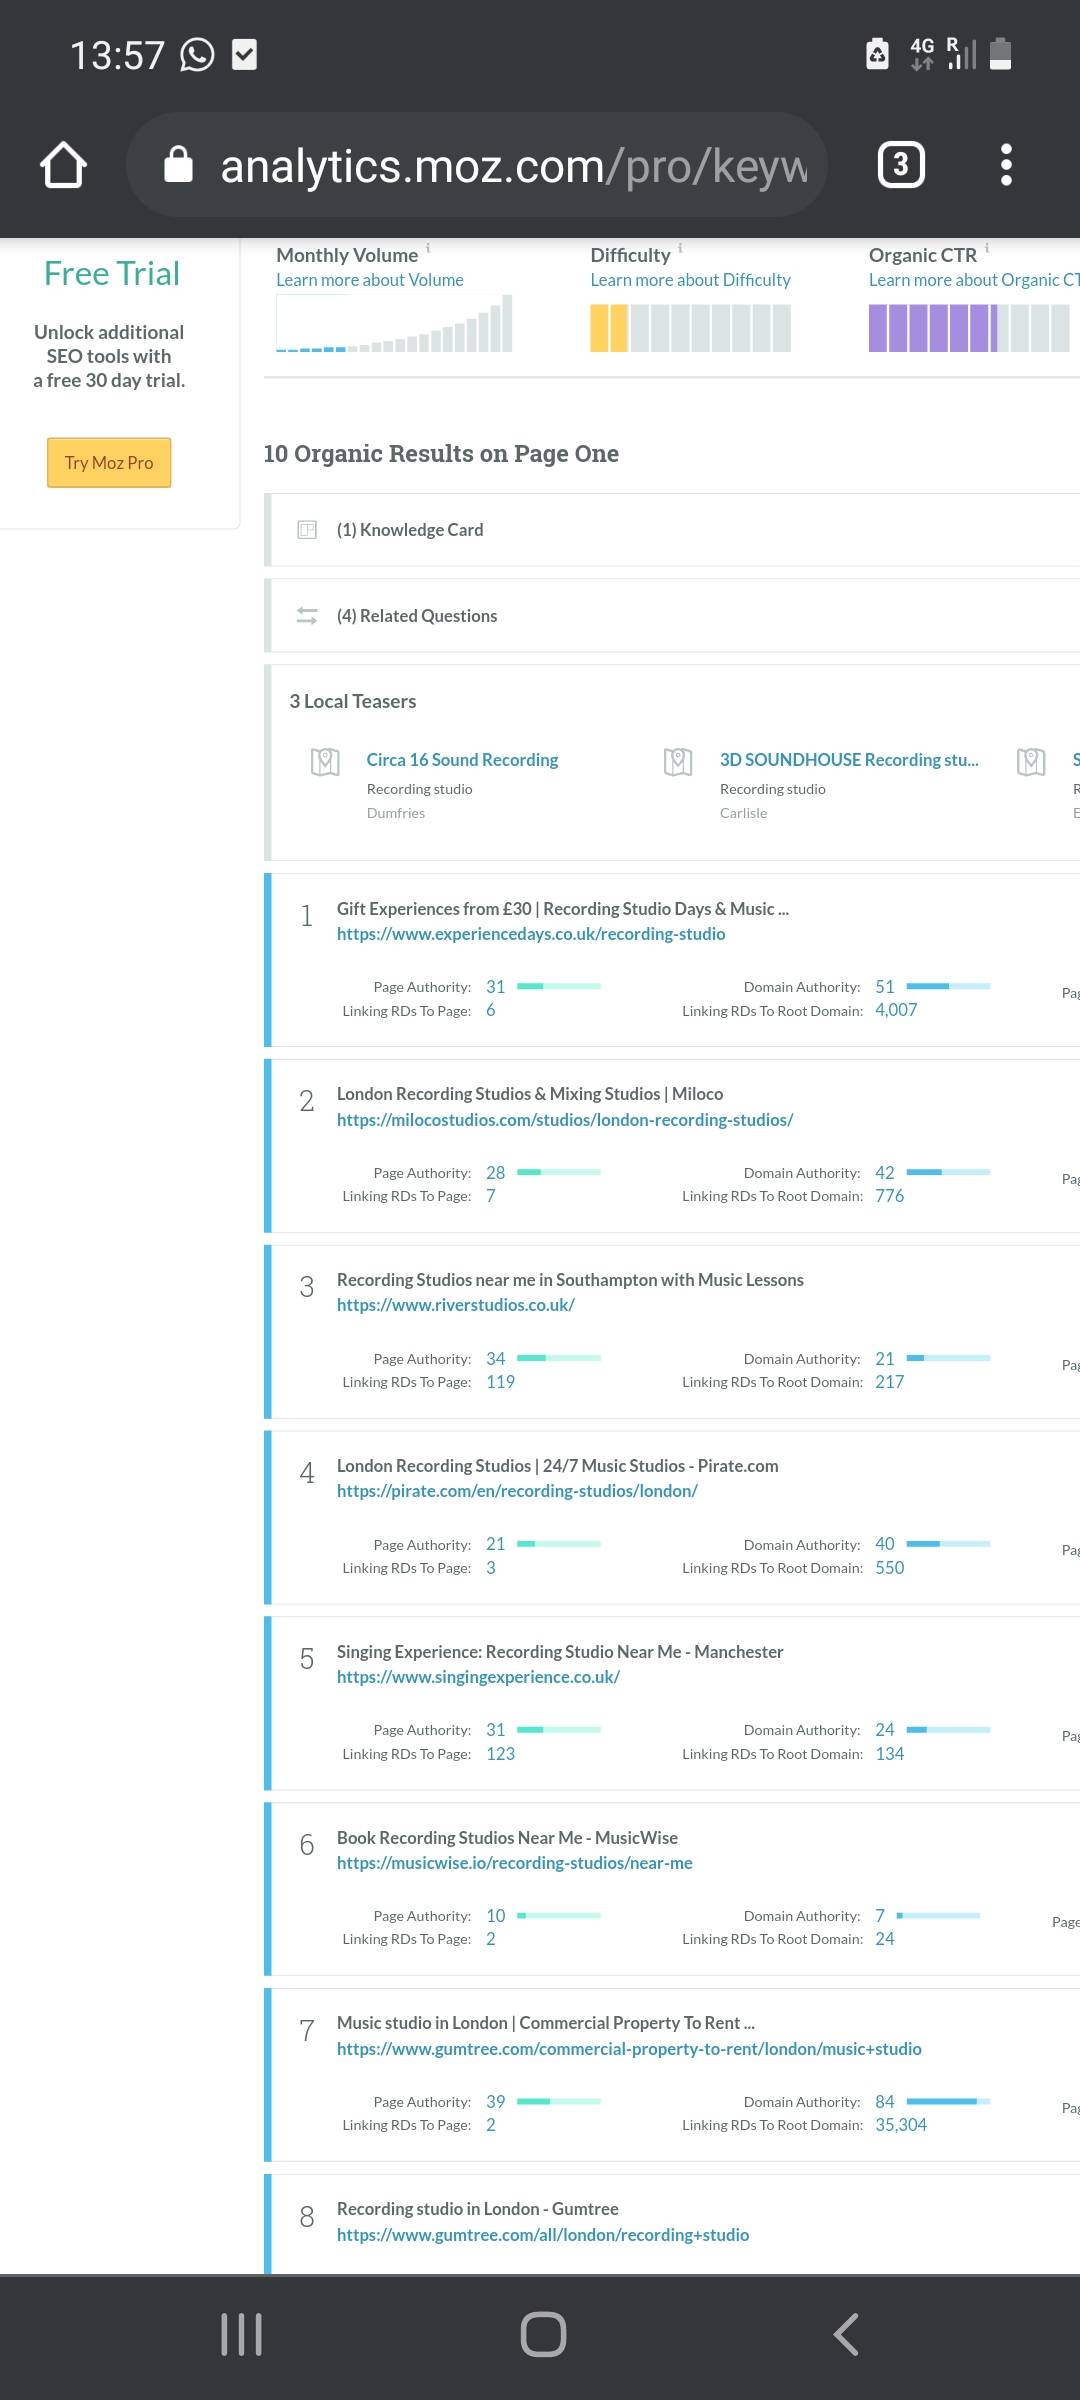 13:57
4G R
analytics.moz.com/pro/keyw
3
Free Trial
Unlock additional
SEO tools with
a free 30 day trial.
Try Moz Pro
Monthly Volume i
Learn more about Volume
Difficulty i
Learn more about Difficulty
Organic CTR i
Learn more about Organic CT
10 Organic Results on Page One
(1) Knowledge Card
(4) Related Questions
3 Local Teasers
Circa 16 Sound Recording
Recording studio
Dumfries
3D SOUNDHOUSE Recording stu...
Recording studio
Carlisle
S
R
E
1
Gift Experiences from £30 | Recording Studio Days & Music ...
https://www.experiencedays.co.uk/recording-studio
Page Authority: 31 Domain Authority: 51 Pag
Linking RDs To Page: 6 Linking RDs To Root Domain: 4,007
2
London Recording Studios & Mixing Studios | Miloco
https://milocostudios.com/studios/london-recording-studios/
Page Authority: 28 Domain Authority: 42 Pag
Linking RDs To Page: 7 Linking RDs To Root Domain: 776
3
Recording Studios near me in Southampton with Music Lessons
https://www.riverstudios.co.uk/
Page Authority: 34 Domain Authority: 21 Pag
Linking RDs To Page: 119 Linking RDs To Root Domain: 217
4
London Recording Studios | 24/7 Music Studios - Pirate.com
https://pirate.com/en/recording-studios/london/
Page Authority: 21 Domain Authority: 40 Pag
Linking RDs To Page: 3 Linking RDs To Root Domain: 550
5
Singing Experience: Recording Studio Near Me - Manchester
https://www.singingexperience.co.uk/
Page Authority: 31 Domain Authority: 24 Pag
Linking RDs To Page: 123 Linking RDs To Root Domain: 134
6
Book Recording Studios Near Me - MusicWise
https://musicwise.io/recording-studios/near-me
Page Authority: 10 Domain Authority: 7 Page
Linking RDs To Page: 2 Linking RDs To Root Domain: 24
7
Music studio in London | Commercial Property To Rent ...
https://www.gumtree.com/commercial-property-to-rent/london/music+studio
Page Authority: 39 Domain Authority: 84 Pag
Linking RDs To Page: 2 Linking RDs To Root Domain: 35,304
8
Recording studio in London - Gumtree
https://www.gumtree.com/all/london/recording+studio